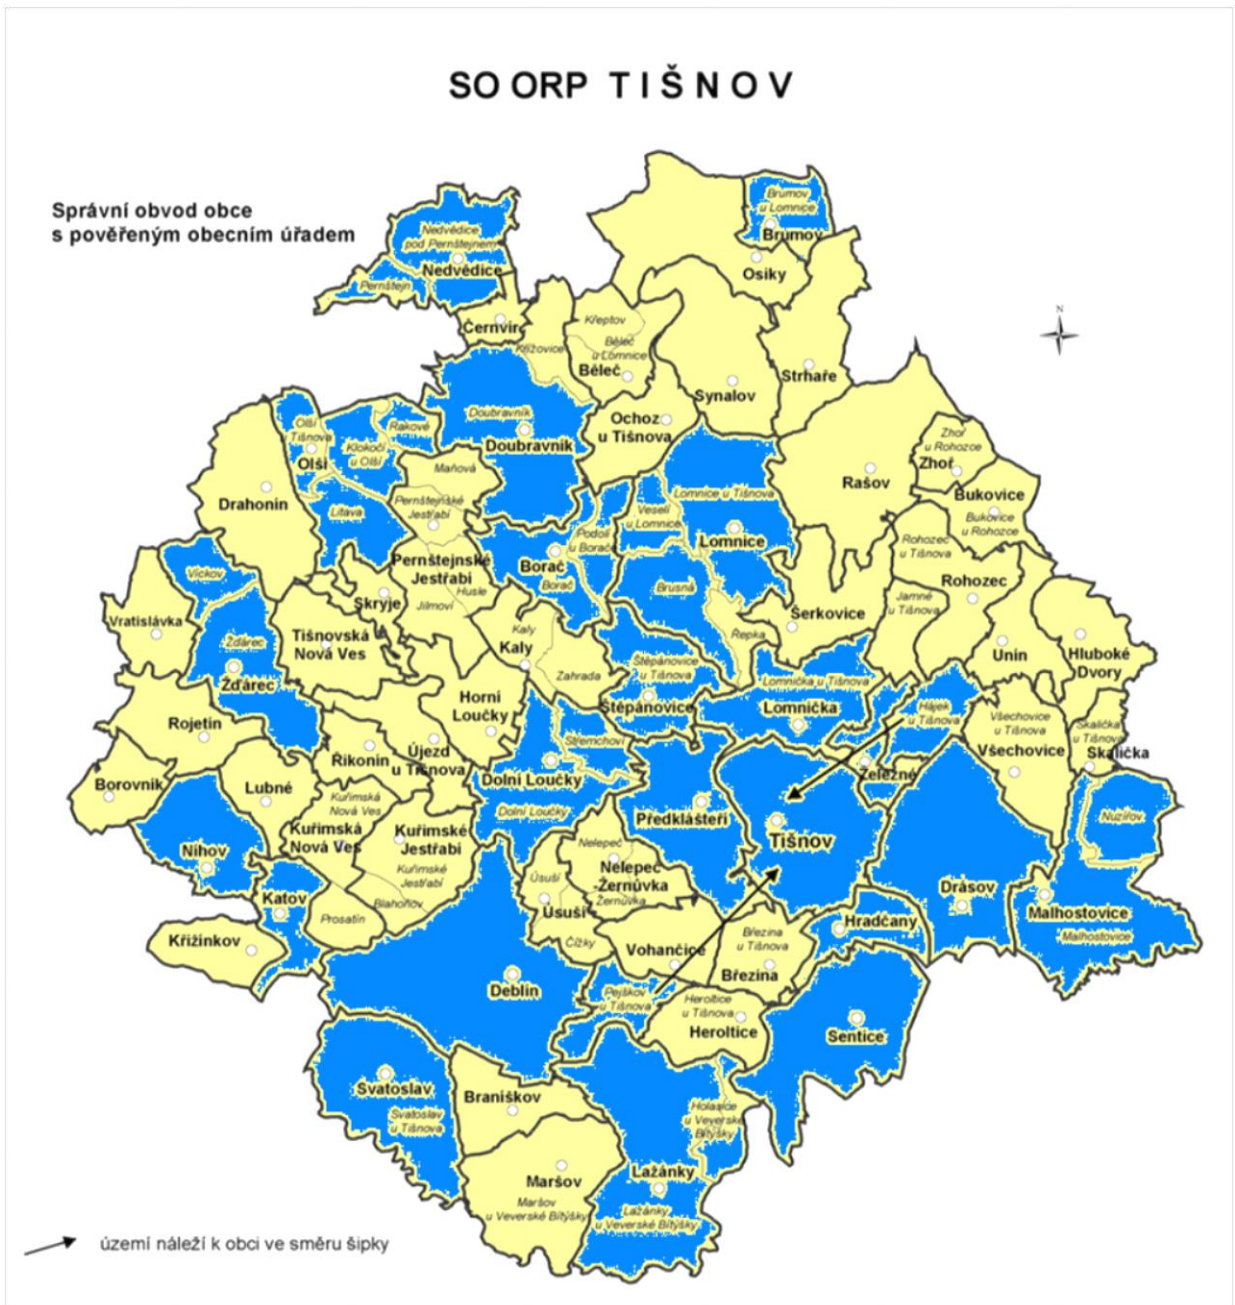 SO ORP TIŠNOV
Správní obvod obce
s pověřeným obecním úřadem
Brumov
u Lomnice
Brumov
Osiky
Nedvědice
pod Pernštejnem
Nedvědice
Pernštejn
N
Černvír
Křížovice
Křeptov
Běleč
u Lomnice
Běleč
Synalov
Strhaře
Ochoz
u Tišnova
Doubravník
Doubravník
Olší
u Tišnova
Olší
Klokočí
u Olší
Rakové
Litava
Drahonín
Maňová
Pernštejnské
Jestřabí
Pernštejnské
Jestřabí
Jilmoví
Husle
Lomnice u Tišnova
Lomnice
Veselí
u Lomnice
Podolí
u Borače
Borač
Borač
Brusná
Řepka
Rašov
Zhoř
u Rohozce
Zhoř
Bukovice
Bukovice
u Rohozce
Rohozec
u Tišnova
Rohozec
Jamné
u Tišnova
Šerkovice
Unín
Hluboké
Dvory
Víckov
Vratislávka
Žďárec
Žďárec
Skryje
Tišnovská
Nová Ves
Kaly
Kaly
Zahrada
Štěpánovice
u Tišnova
Štěpánovice
Lomnička u Tišnova
Lomnička
Hájek
u Tišnova
Všechovice
u Tišnova
Všechovice
Skalička
u Tišnova
Skalička
Rojetín
Horní
Loučky
Říkonín
Újezd
u Tišnova
Střemchoví
Dolní Loučky
Dolní Loučky
Železné
Borovník
Lubné
Kuřimská
Nová Ves
Kuřimská
Nová Ves
Kuřimské
Jestřabí
Kuřimské
Jestřabí
Blahoňov
Prosatín
Předklášteří
Tišnov
Nuzířov
Níhov
Katov
Křižínkov
Nelepeč
Nelepeč
-Žernůvka
Žernůvka
Úsuší
Úsuší
Čížky
Drásov
Malhostovice
Malhostovice
Hradčany
Vohančice
Březina
u Tišnova
Březina
Deblín
Pejškov
u Tišnova
Heroltice
u Tišnova
Heroltice
Sentice
Svatoslav
Svatoslav
u Tišnova
Braníškov
Holasice
u Veverské
Bítýšky
Maršov
Maršov
u Veverské Bítýšky
Lažánky
Lažánky
u Veverské Bítýšky
území náleží k obci ve směru šipky